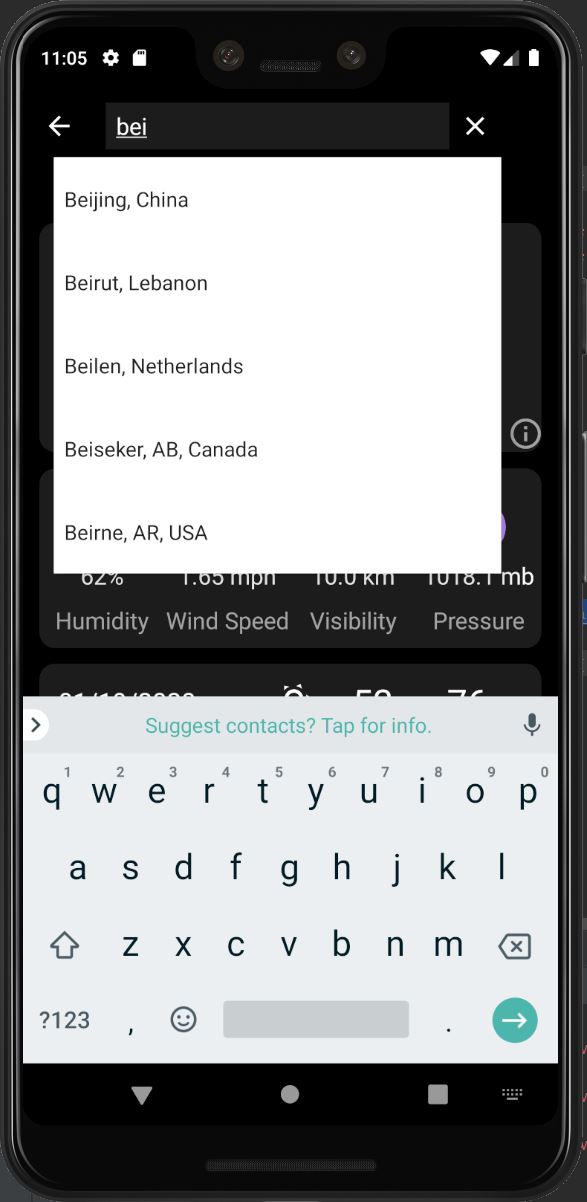 11:05
bei
Beijing, China
Beirut, Lebanon
Beilen, Netherlands
Beiseker, AB, Canada
Beirne, AR, USA
62% 1.65 mph 10.0 km 1018.1 mb
Humidity Wind Speed Visibility Pressure
Suggest contacts? Tap for info.
1 2 3 4 5 6 7 8 9 0
q w e r t y u i o p
a s d f g h j k l
z x c v b n m
?123 , .